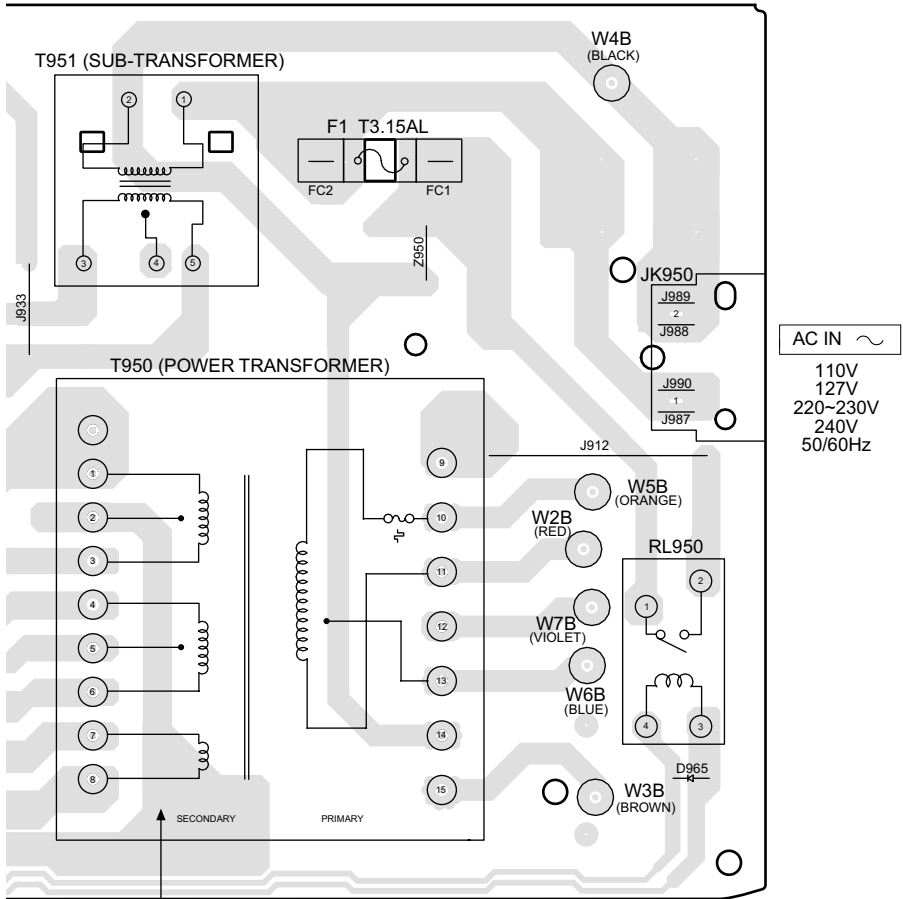 W4B
(BLACK)
T951 (SUB-TRANSFORMER)
2
1
F1 T3.15AL
FC2
FC1
3
4
5
Z950
J933
JK950
J989
2
J988
J990
1
J987
AC IN
110V
127V
220~230V
240V
50/60Hz
T950 (POWER TRANSFORMER)
J912
1
2
3
4
5
6
7
8
9
10
11
12
13
14
15
SECONDARY
PRIMARY
W5B
(ORANGE)
W2B
(RED)
W7B
(VIOLET)
W6B
(BLUE)
W3B
(BROWN)
RL950
2
1
4
3
D965